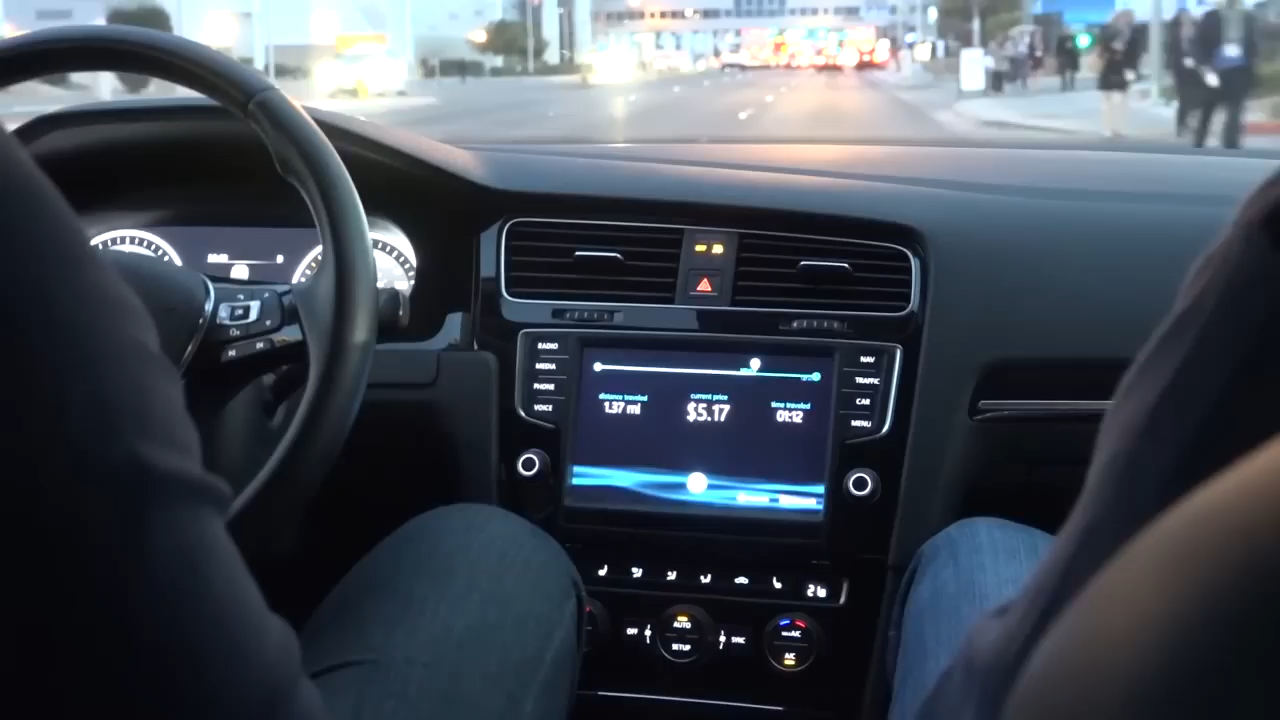 RADIO
MEDIA
PHONE
VOICE
NAV
TRAFFIC
CAR
MENU
distance traveled
1.37 mi
current price
$5.17
time traveled
01:12
OFF
AUTO
SETUP
SYNC
A/C